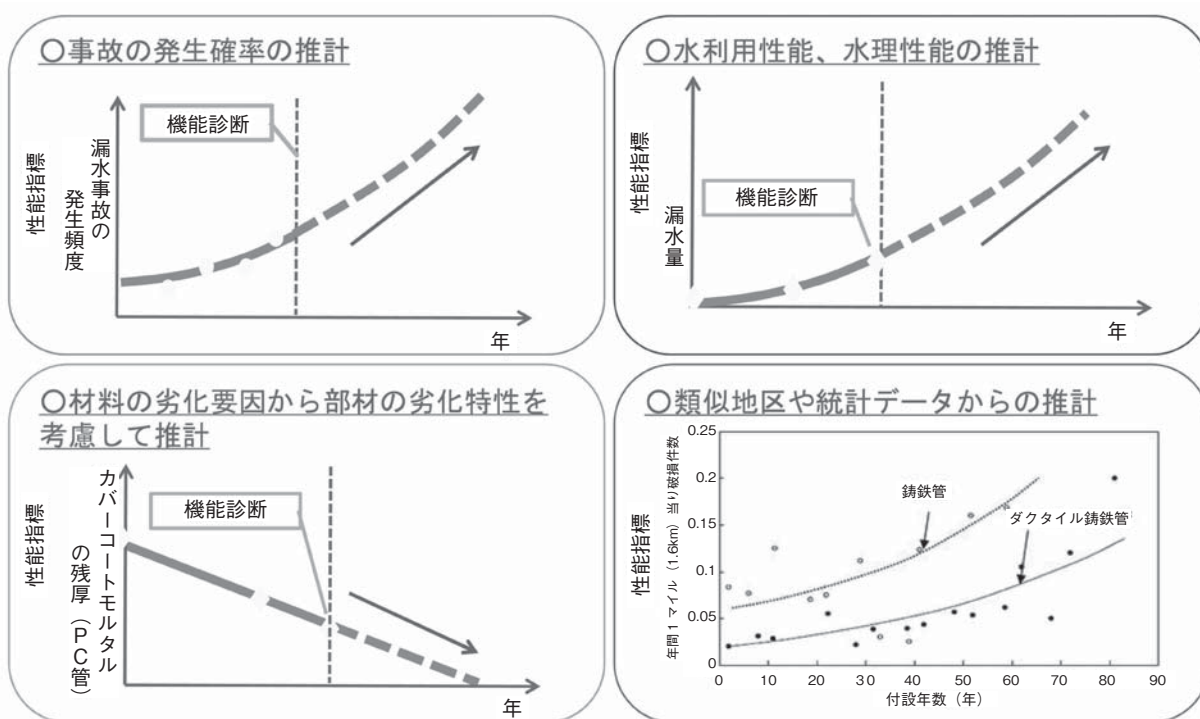 〇事故の発生確率の推計
機能診断
性能指標
漏水事故の
発生頻度
年
〇水利用性能、水理性能の推計
機能診断
性能指標
漏水量
年
〇材料の劣化要因から部材の劣化特性を
考慮して推計
機能診断
性能指標
カバーコートモルタル
の残厚（ＰＣ管）
年
〇類似地区や統計データからの推計
性能指標
年間1マイル（1.6km）当り破損件数
0.25
0.2
0.15
0.1
0.05
0
鋳鉄管
ダクタイル鋳鉄管
0 10 20 30 40 50 60 70 80 90
付設年数（年）